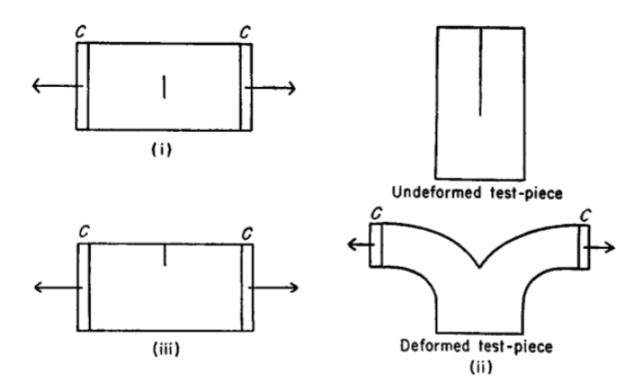 C C
(i)
Undeformed test-piece
C C
(iii)
C C
Deformed test-piece
(ii)